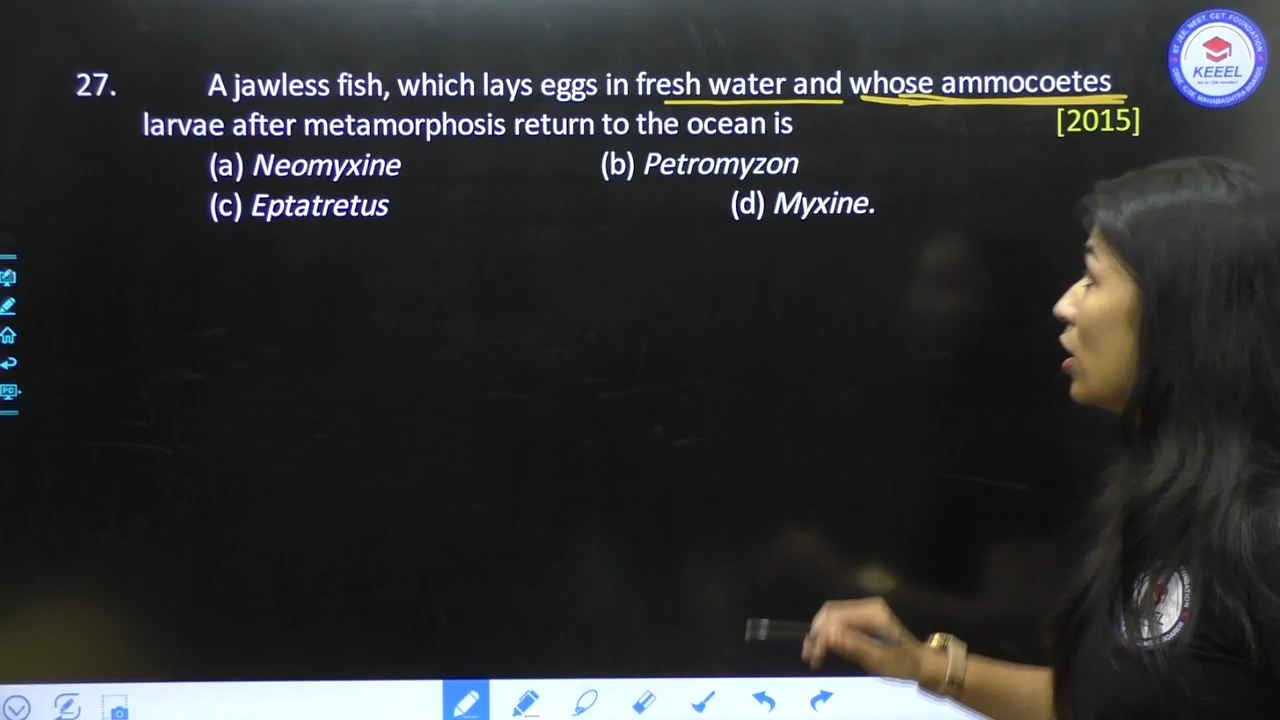 27. A jawless fish, which lays eggs in fresh water and whose ammocoetes
larvae after metamorphosis return to the ocean is [2015]
(a) Neomyxine (b) Petromyzon
(c) Eptatretus (d) Myxine.
KEEEL